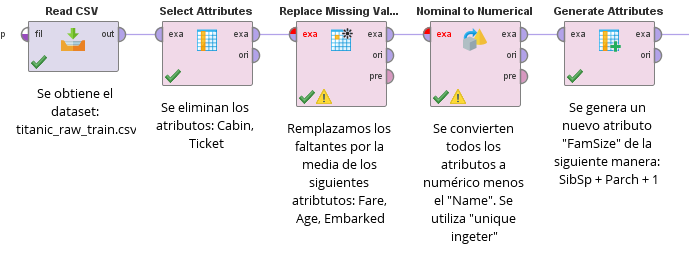 Read CSV
Select Attributes
Replace Missing Val...
Nominal to Numerical
Generate Attributes
p
fil
out
exa
exa
ori
exa
exa
ori
pre
exa
exa
ori
pre
exa
exa
ori
Se obtiene el
dataset:
titanic_raw_train.csv
Se eliminan los
atributos: Cabin,
Ticket
Remplazamos los
faltantes por la
media de los
siguientes
atribtutos: Fare,
Age, Embarked
Se convierten
todos los
atributos a
numérico menos
el "Name". Se
utiliza "unique
ingeter"
Se genera un
nuevo atributo
"FamSize" de la
siguiente manera:
SibSp + Parch + 1